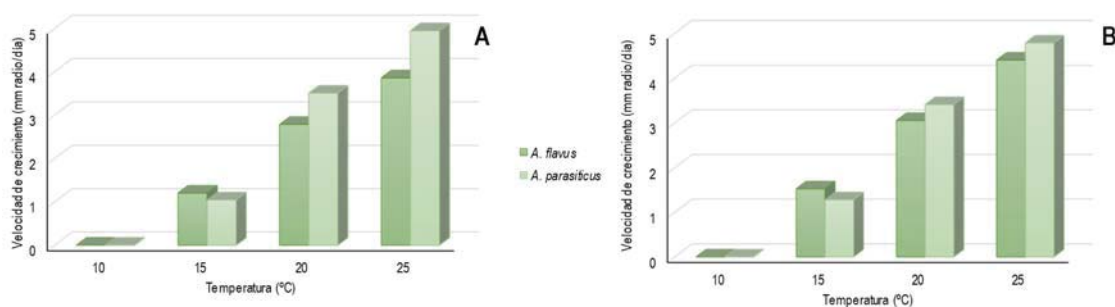 A
Velocidad de crecimiento (mm radio/día)
5
4
3
2
1
0
10 15 20 25
Temperatura (ºC)
A. flavus
A. parasiticus
B
Velocidad de crecimiento (mm radio/día)
5
4
3
2
1
0
10 15 20 25
Temperatura (ºC)